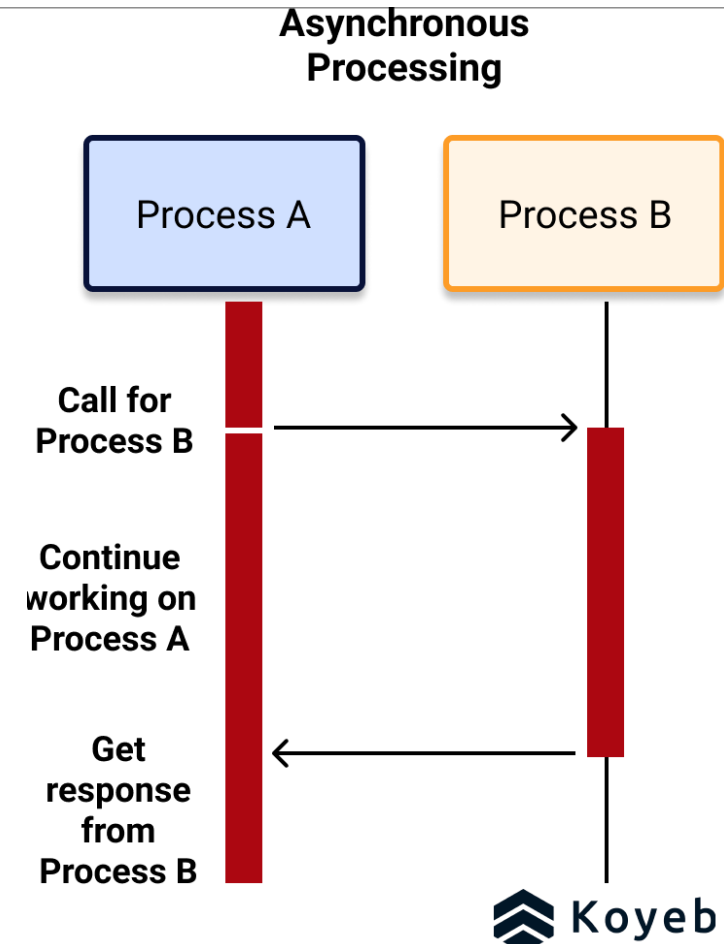 Asynchronous
Processing
Process A
Process B
Call for
Process B
Continue
working on
Process A
Get
response
from
Process B
Koyeb